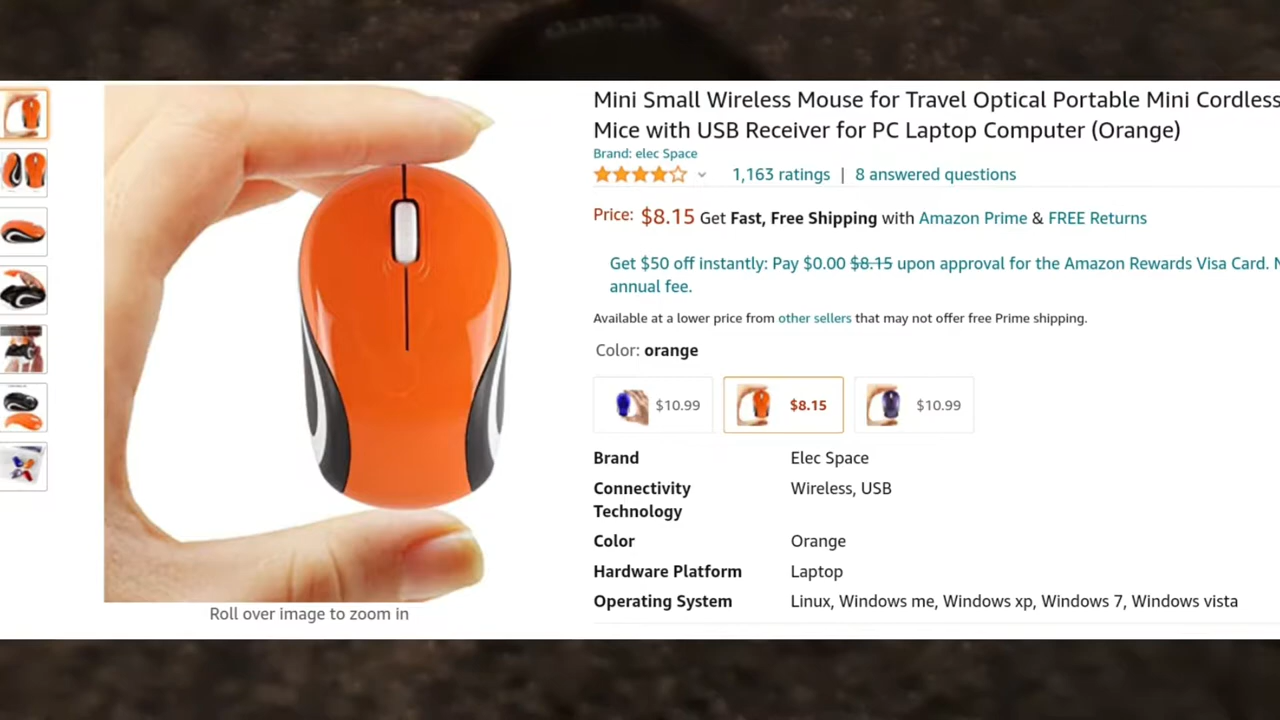 Mini Small Wireless Mouse for Travel Optical Portable Mini Cordless
Mice with USB Receiver for PC Laptop Computer (Orange)
Brand: elec Space
1,163 ratings | 8 answered questions
Price: $8.15 Get Fast, Free Shipping with Amazon Prime & FREE Returns
Get $50 off instantly: Pay $0.00 $8.15 upon approval for the Amazon Rewards Visa Card. N
annual fee.
Available at a lower price from other sellers that may not offer free Prime shipping.
Color: orange
$10.99 $8.15 $10.99
Brand Elec Space
Connectivity Wireless, USB
Technology
Color Orange
Hardware Platform Laptop
Operating System Linux, Windows me, Windows xp, Windows 7, Windows vista
Roll over image to zoom in